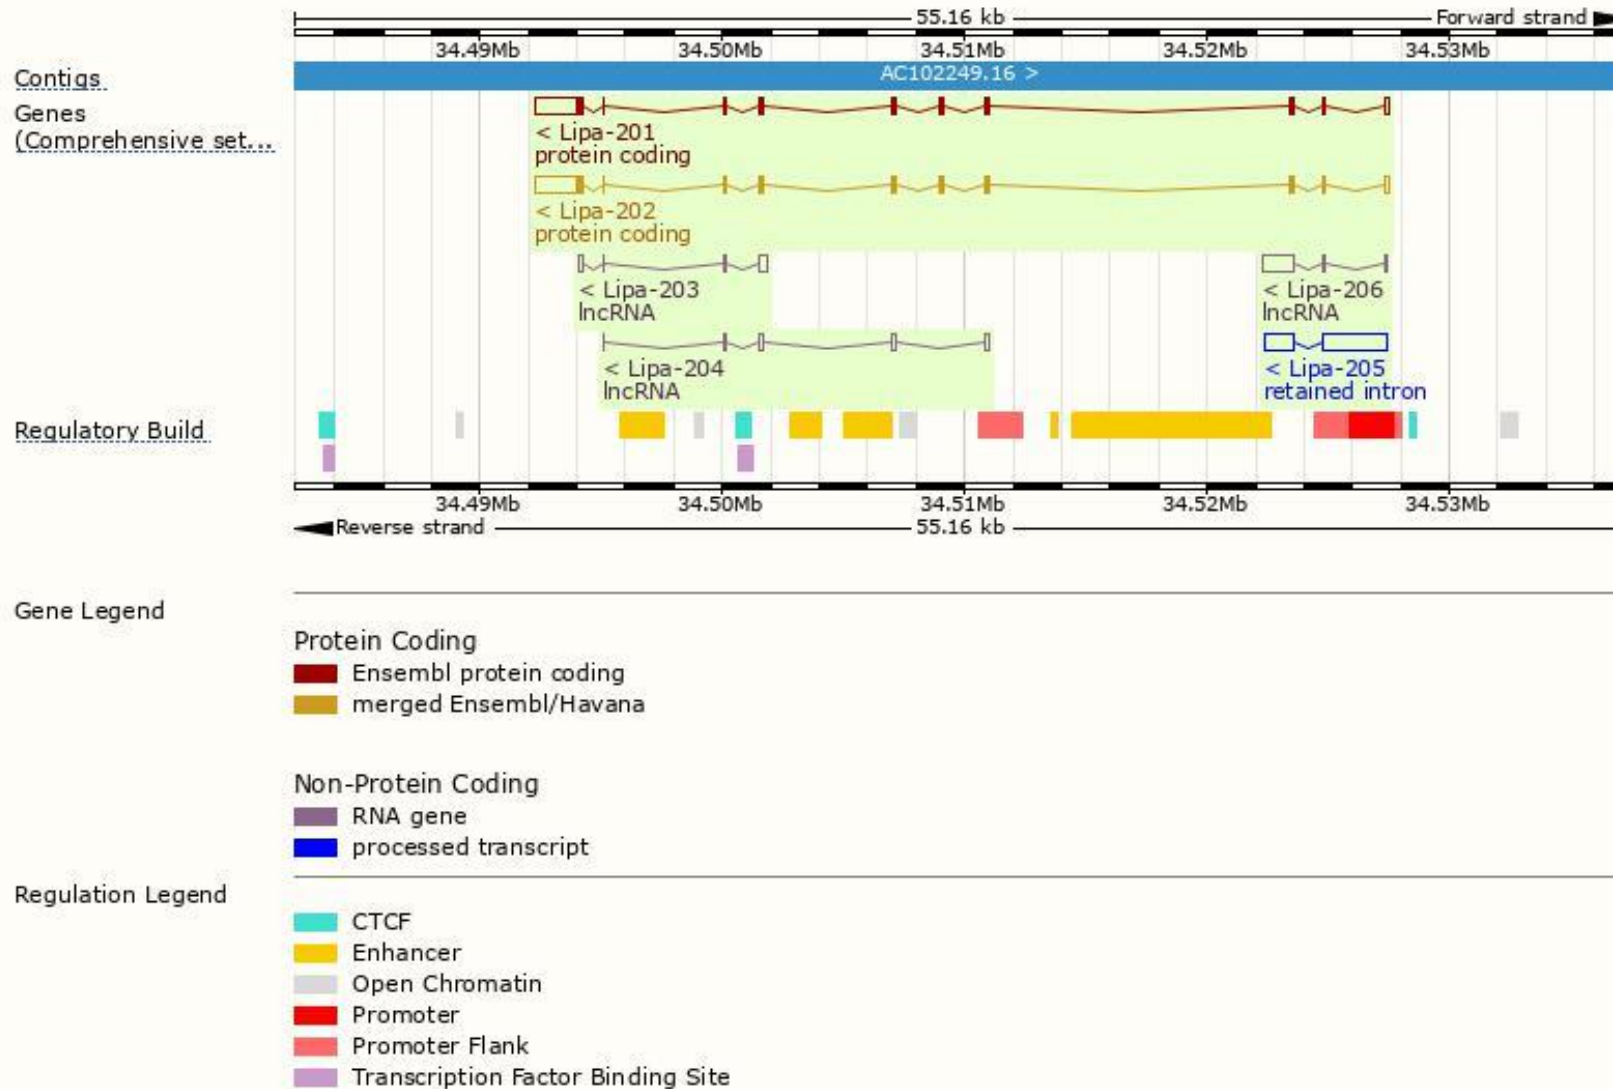 55.16 kb Forward strand
34.49Mb 34.50Mb 34.51Mb 34.52Mb 34.53Mb
Contigs AC102249.16 >
Genes
(Comprehensive set...
< Lipa-201
protein coding
< Lipa-202
protein coding
< Lipa-203 < Lipa-206
lncRNA lncRNA
< Lipa-204 < Lipa-205
lncRNA retained intron
Regulatory Build
34.49Mb 34.50Mb 34.51Mb 34.52Mb 34.53Mb
Reverse strand 55.16 kb
Gene Legend
Protein Coding
Ensembl protein coding
merged Ensembl/Havana
Non-Protein Coding
RNA gene
processed transcript
Regulation Legend
CTCF
Enhancer
Open Chromatin
Promoter
Promoter Flank
Transcription Factor Binding Site